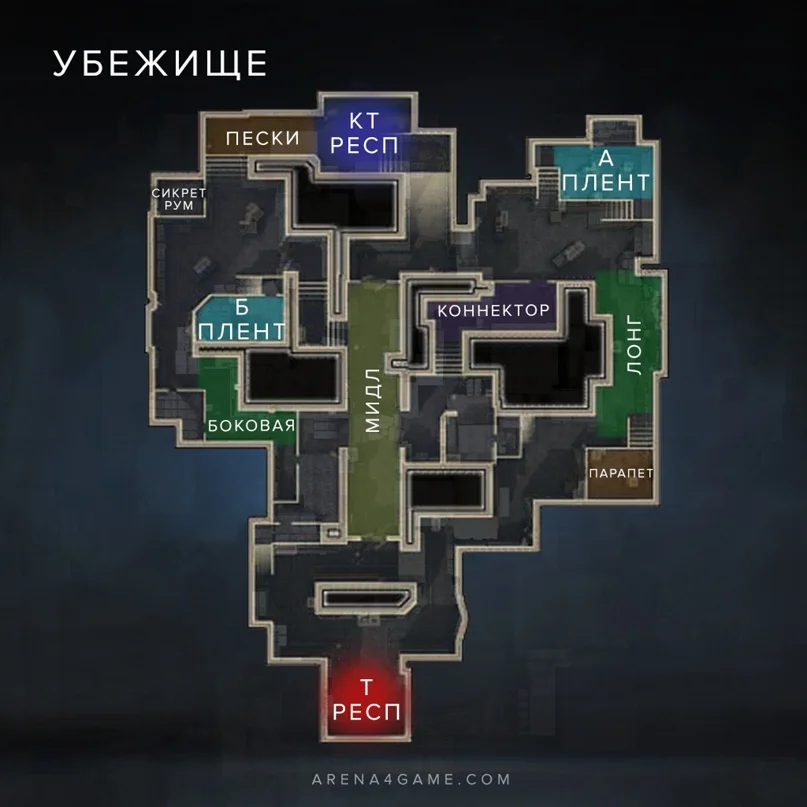 УБЕЖИЩЕ
КТ
РЕСП
ПЕСКИ
А
ПЛЕНТ
СИКРЕТ
РУМ
Б
ПЛЕНТ
КОННЕКТОР
ЛОНГ
МИДЛ
БОКОВАЯ
ПАРАПЕТ
Т
РЕСП
ARENA4GAME.COM